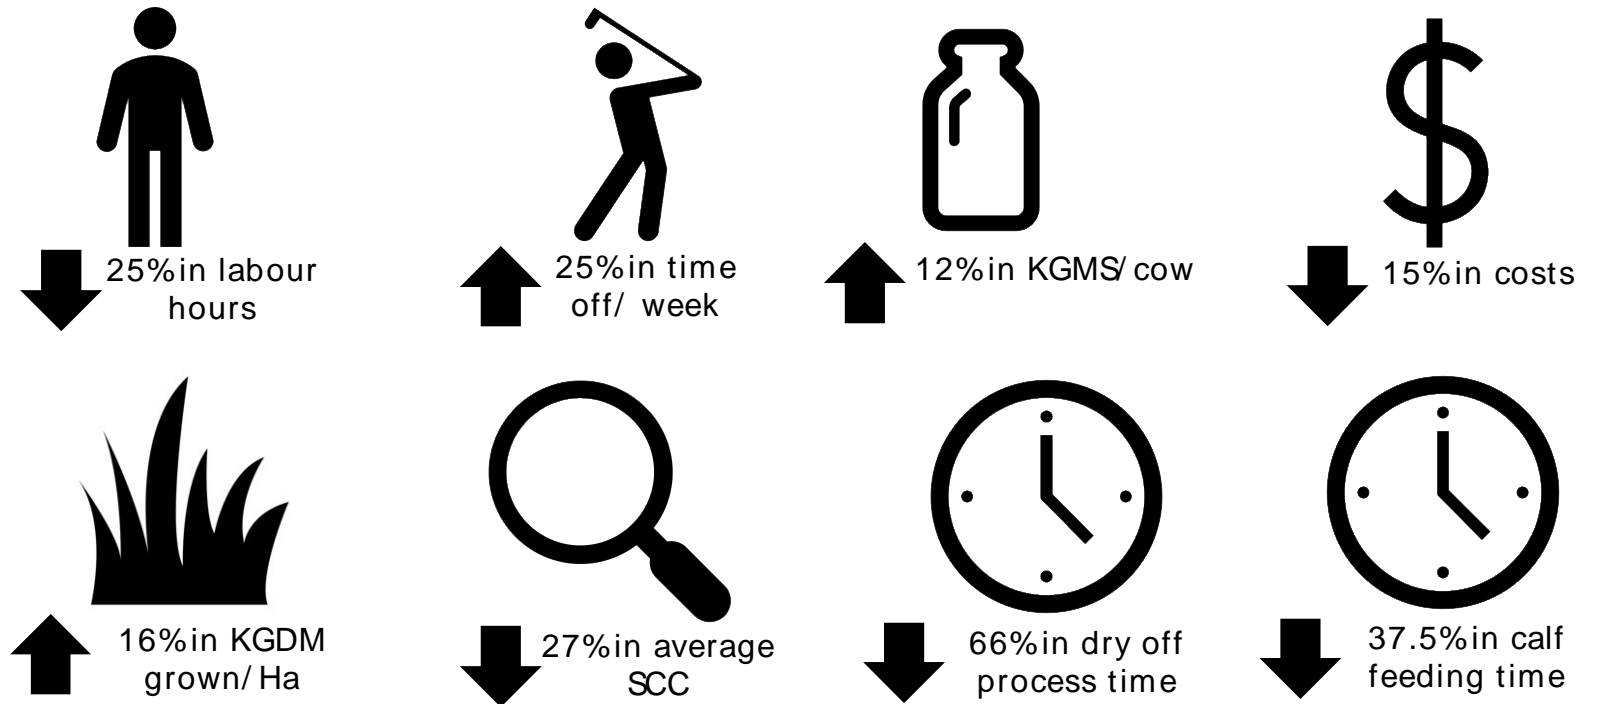 25% in labour
hours
25% in time
off/ week
12% in KGMS/ cow
15% in costs
16% in KGDM
grown/ Ha
27% in average
SCC
66% in dry off
process time
37.5% in calf
feeding time